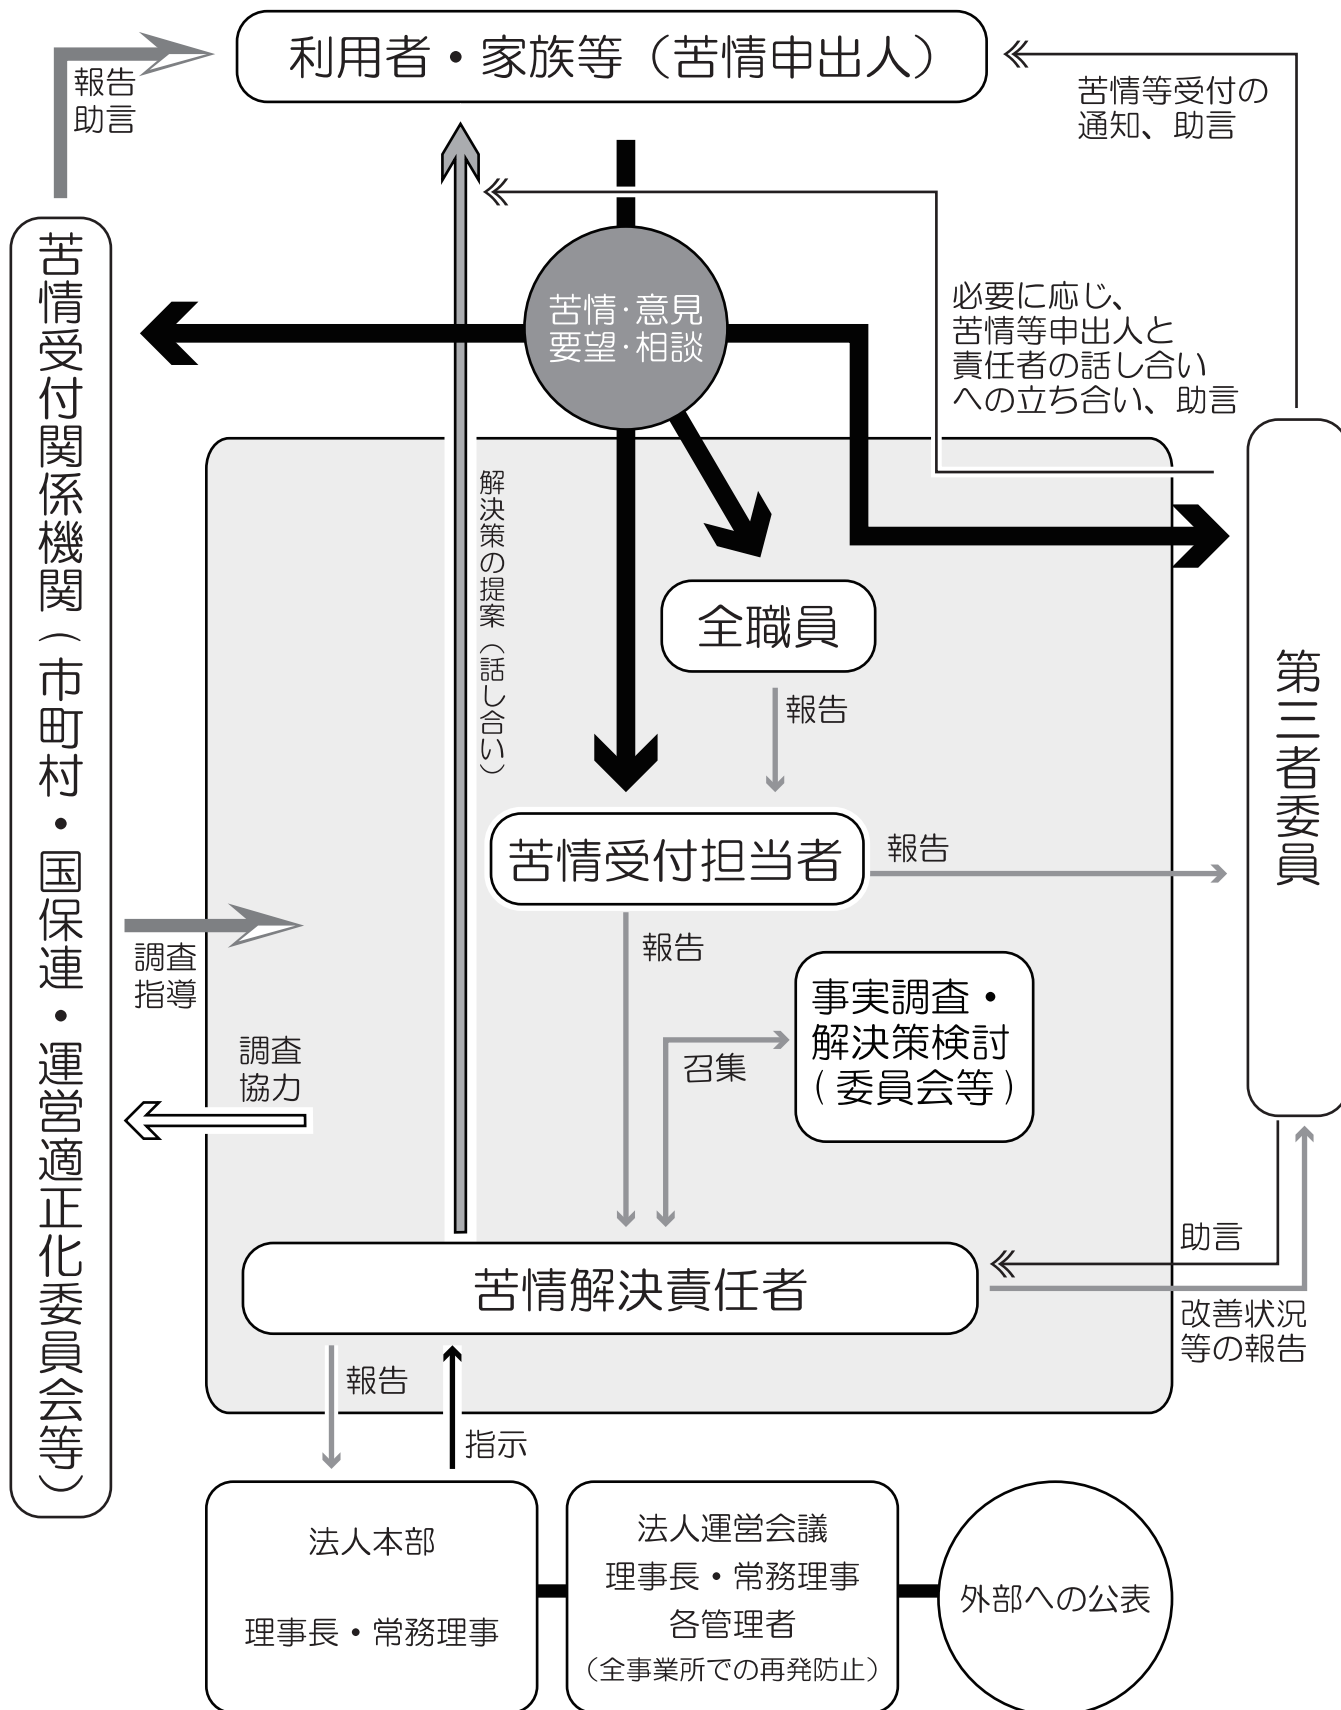 利用者・家族等（苦情申出人）
報告
助言
苦情等受付の
通知、助言
苦情・意見
要望・相談
必要に応じ、
苦情等申出人と
責任者の話し合い
への立ち合い、助言
苦情受付関係機関（市町村・国保連・運営適正化委員会等）
解決策の提案（話し合い）
全職員
報告
第三者委員
苦情受付担当者
報告
報告
調査
指導
事実調査・
解決策検討
（委員会等）
召集
調査
協力
苦情解決責任者
助言
改善状況
等の報告
報告
指示
法人本部
理事長・常務理事
法人運営会議
理事長・常務理事
各管理者
（全事業所での再発防止）
外部への公表